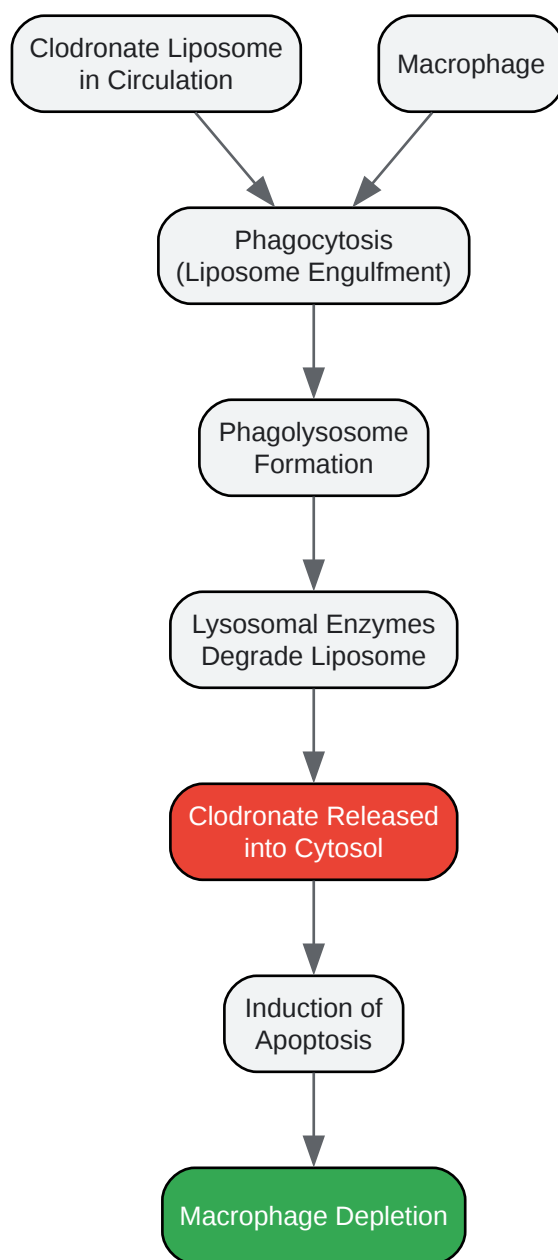 Clodronate Liposome
in Circulation
Macrophage
Phagocytosis
(Liposome Engulfment)
Phagolysosome
Formation
Lysosomal Enzymes
Degrade Liposome
Clodronate Released
into Cytosol
Induction of
Apoptosis
Macrophage Depletion